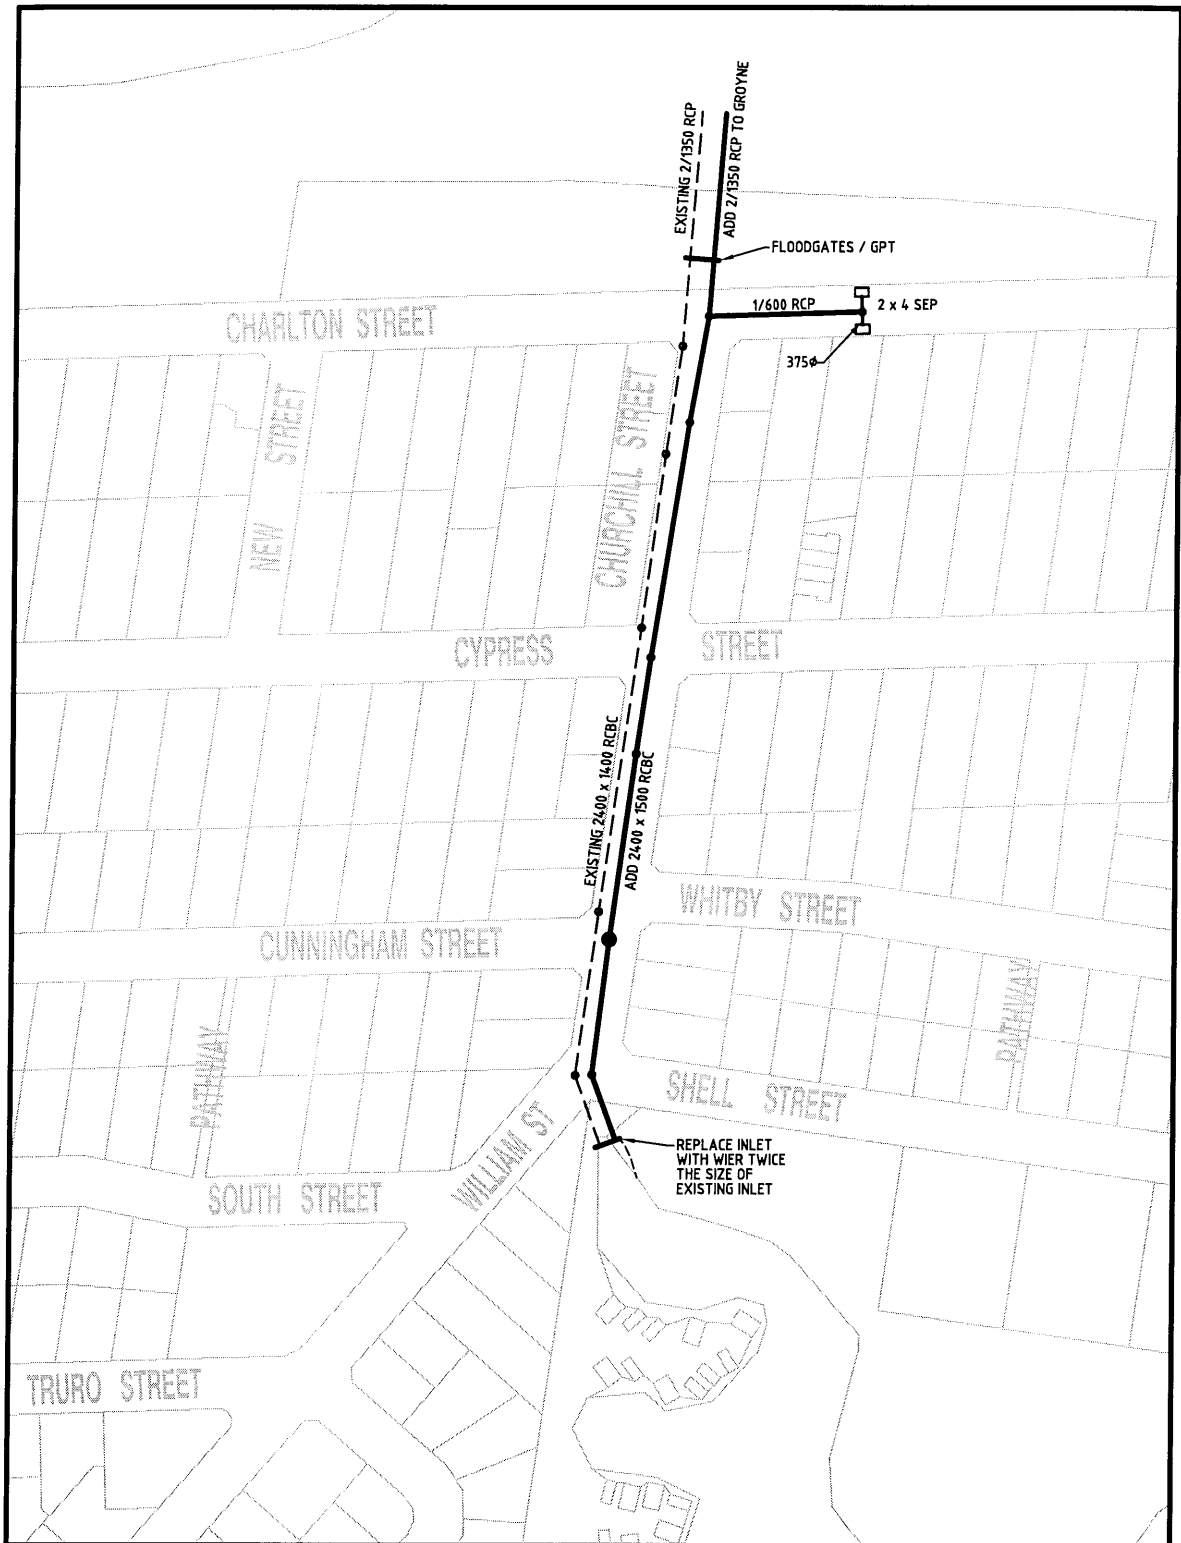 EXISTING 2/1350 RCP
ADD 2/1350 RCP TO GROYNE
FLOODGATES / GPT
1/600 RCP
2 x 4 SEP
375ø
CHARLTON STREET
NEW STREET
CHURCHILL STREET
CYPRESS STREET
EXISTING 2400 x 1400 RCBC
ADD 2400 x 1500 RCBC
WHITBY STREET
CUNNINGHAM STREET
PATHWAY
PATHWAY
SHELL STREET
WILLIAM ST
REPLACE INLET
WITH WIER TWICE
THE SIZE OF
EXISTING INLET
SOUTH STREET
TRURO STREET